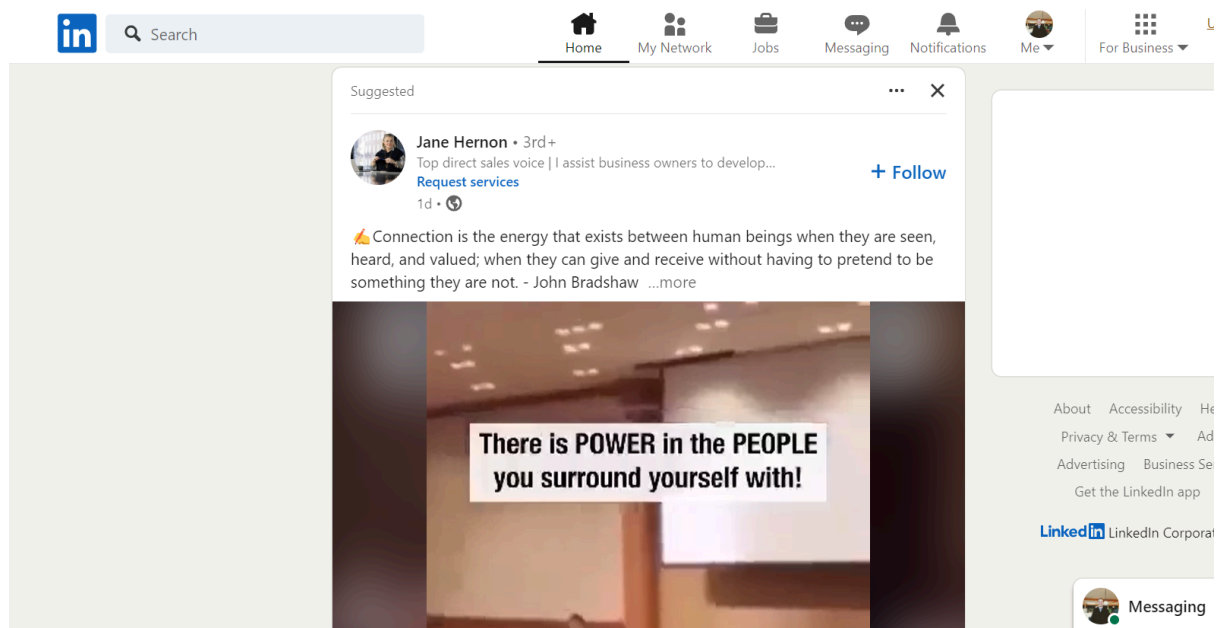 in
Search
Home
My Network
Jobs
Messaging
Notifications
Me
For Business
Suggested
Jane Hernon • 3rd+
Top direct sales voice | I assist business owners to develop...
Request services
1d •
+ Follow
✍️Connection is the energy that exists between human beings when they are seen,
heard, and valued; when they can give and receive without having to pretend to be
something they are not. - John Bradshaw ...more
There is POWER in the PEOPLE
you surround yourself with!
About Accessibility
Privacy & Terms
Advertising Business
Get the LinkedIn app
LinkedIn LinkedIn
Messaging